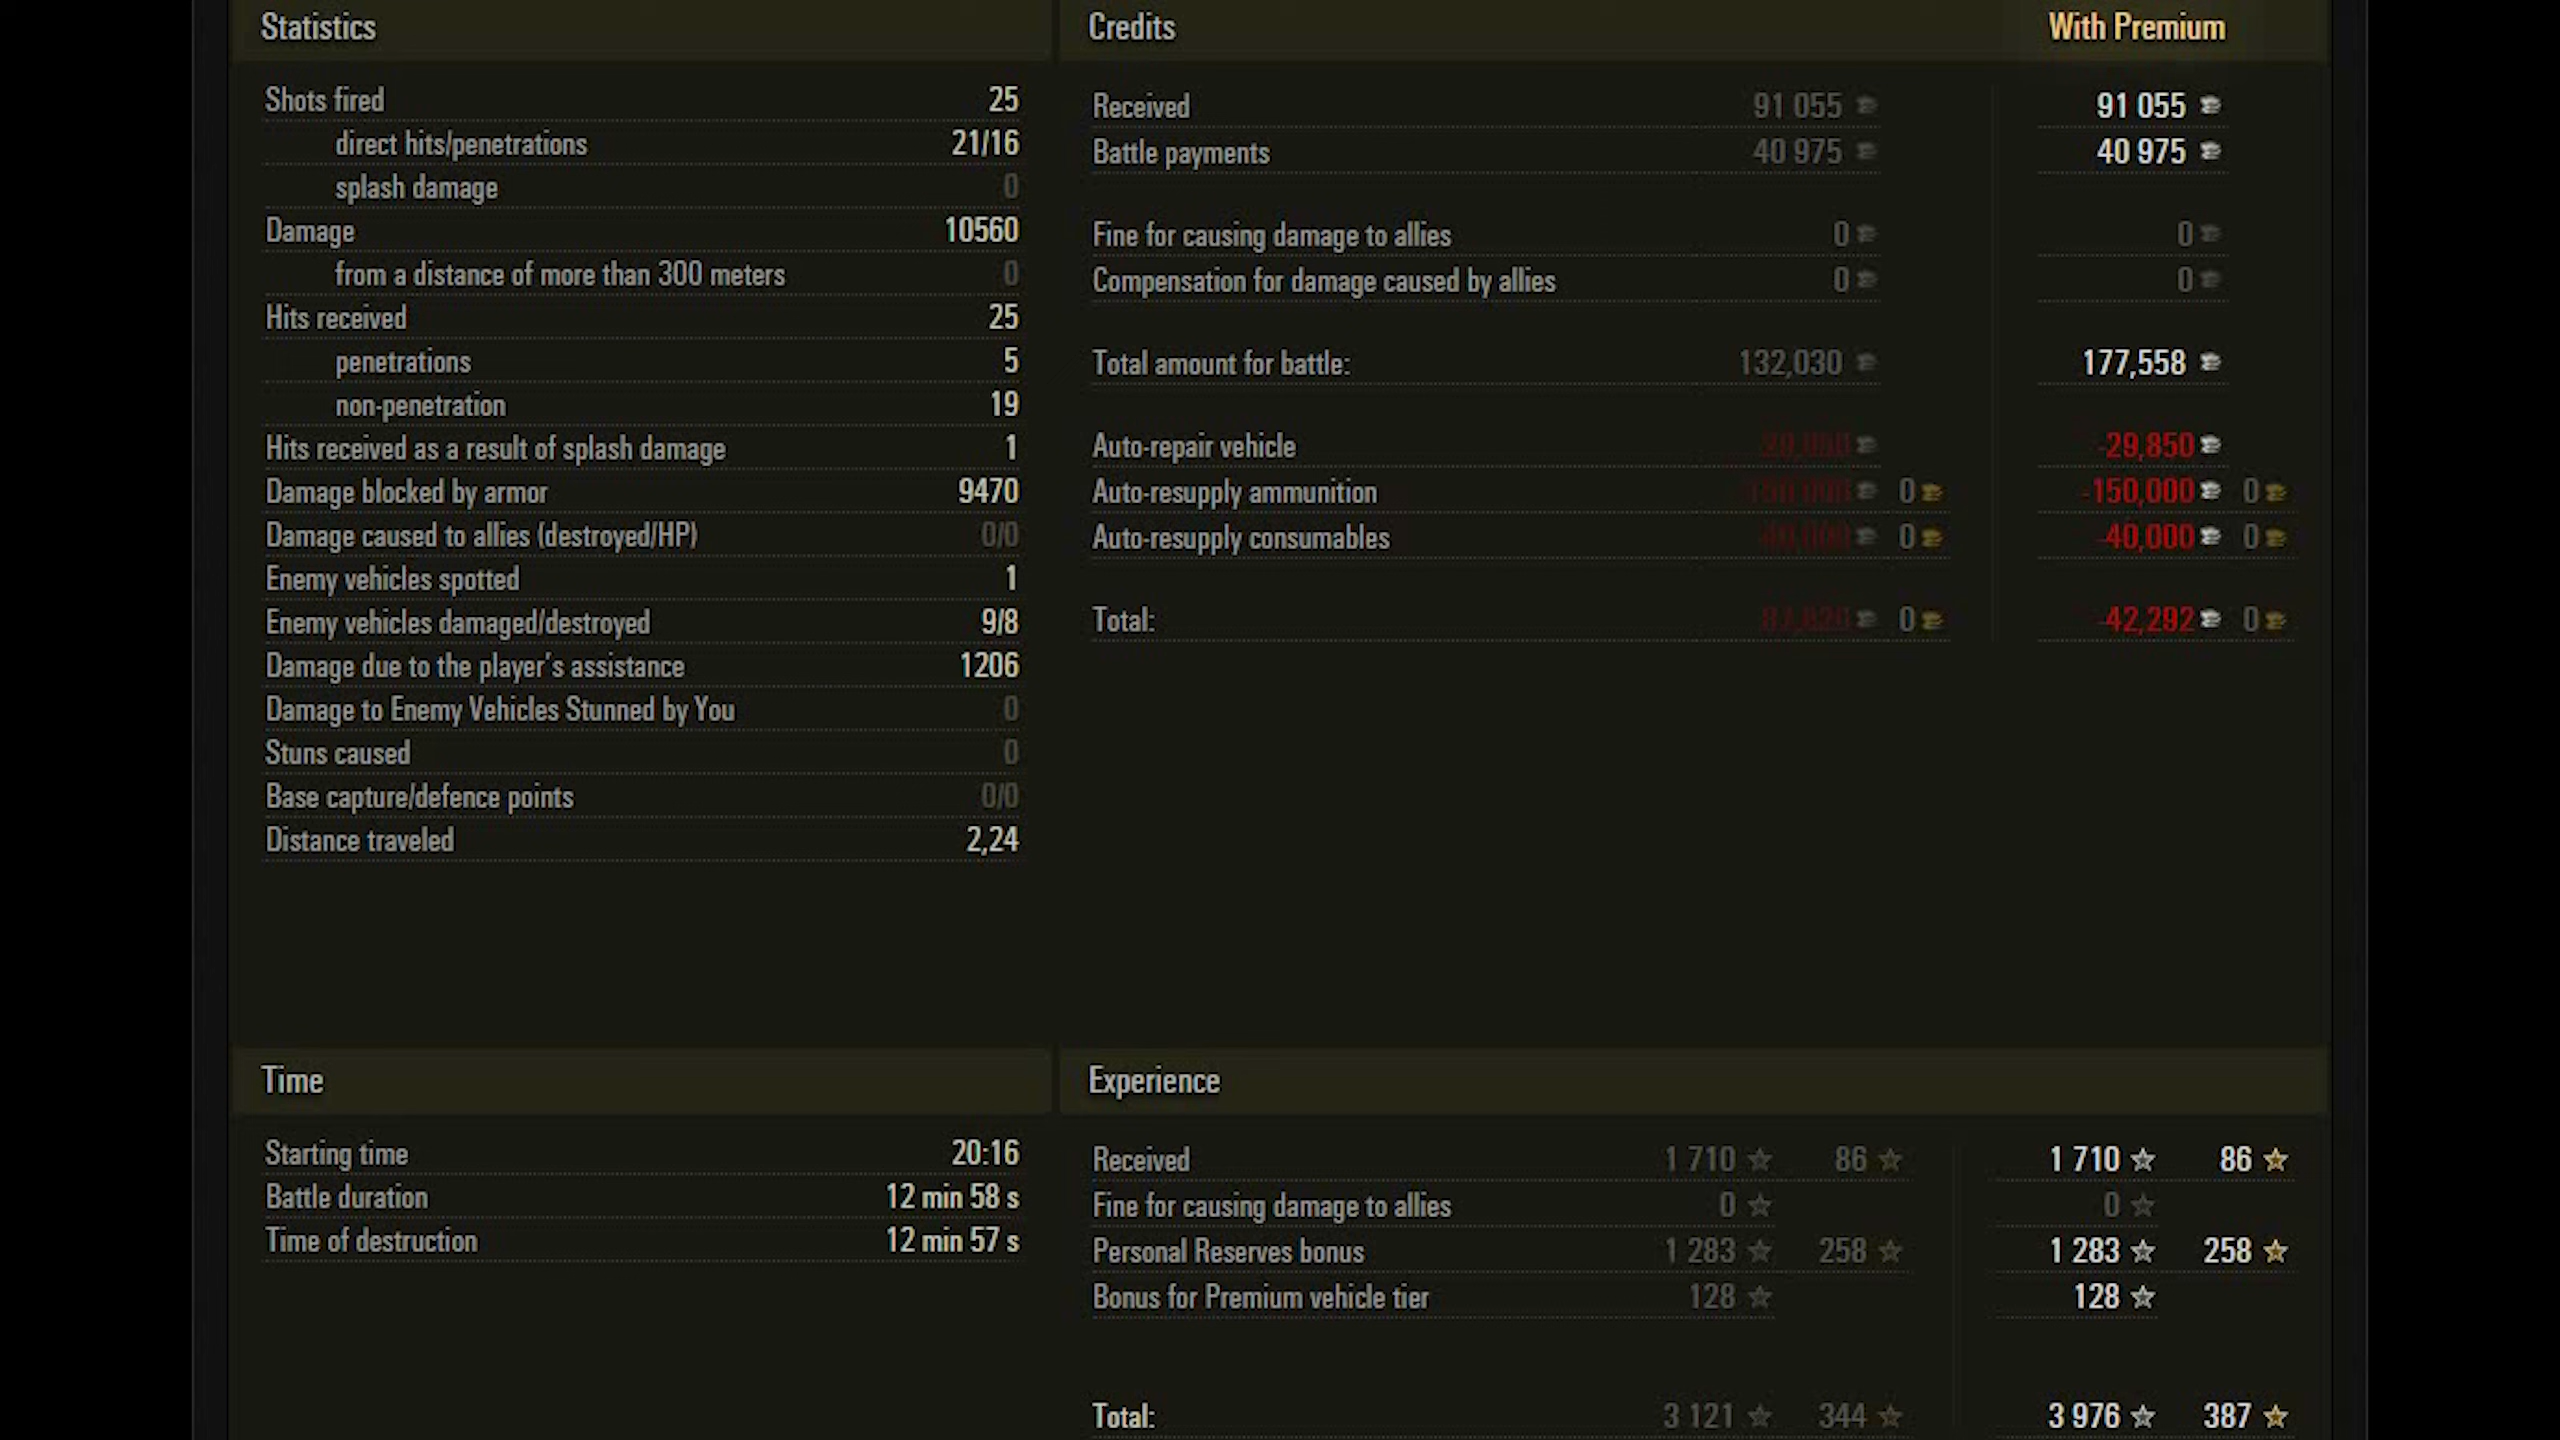 Statistics
Shots fired 25
direct hits/penetrations 21/16
splash damage 0
Damage 10560
from a distance of more than 300 meters 0
Hits received 25
penetrations 5
non-penetration 19
Hits received as a result of splash damage 1
Damage blocked by armor 9470
Damage caused to allies (destroyed/HP) 0/0
Enemy vehicles spotted 1
Enemy vehicles damaged/destroyed 9/8
Damage due to the player's assistance 1206
Damage to Enemy Vehicles Stunned by You 0
Stuns caused 0
Base capture/defence points 0/0
Distance traveled 2,24
Credits With Premium
Received 91 055 91 055
Battle payments 40 975 40 975
Fine for causing damage to allies 0 0
Compensation for damage caused by allies 0 0
Total amount for battle: 132,030 177,558
Auto-repair vehicle -29,850
Auto-resupply ammunition 0 -150,000 0
Auto-resupply consumables 0 -40,000 0
Total: 0 -42,292 0
Time
Starting time 20:16
Battle duration 12 min 58 s
Time of destruction 12 min 57 s
Experience
Received 1 710 86 1 710 86
Fine for causing damage to allies 0 0
Personal Reserves bonus 1 283 258 1 283 258
Bonus for Premium vehicle tier 128 128
Total: 3 121 344 3 976 387